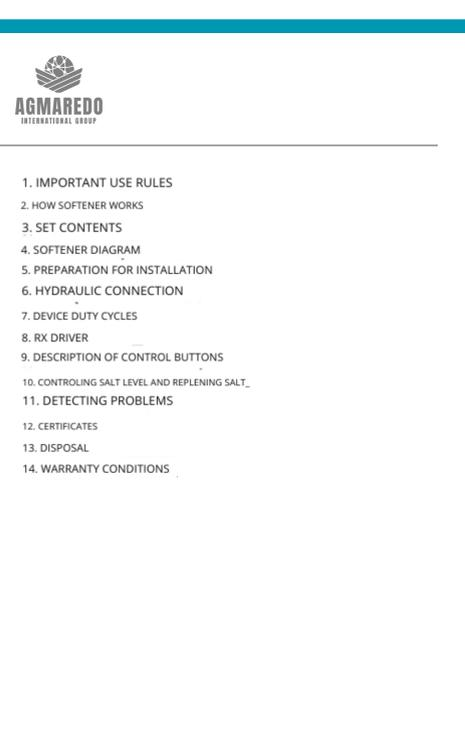 AGMAREDO
INTERNATIONAL GROUP
1. IMPORTANT USE RULES
2. HOW SOFTENER WORKS
3. SET CONTENTS
4. SOFTENER DIAGRAM
5. PREPARATION FOR INSTALLATION
6. HYDRAULIC CONNECTION
7. DEVICE DUTY CYCLES
8. RX DRIVER
9. DESCRIPTION OF CONTROL BUTTONS
10. CONTROLING SALT LEVEL AND REPLENING SALT_
11. DETECTING PROBLEMS
12. CERTIFICATES
13. DISPOSAL
14. WARRANTY CONDITIONS